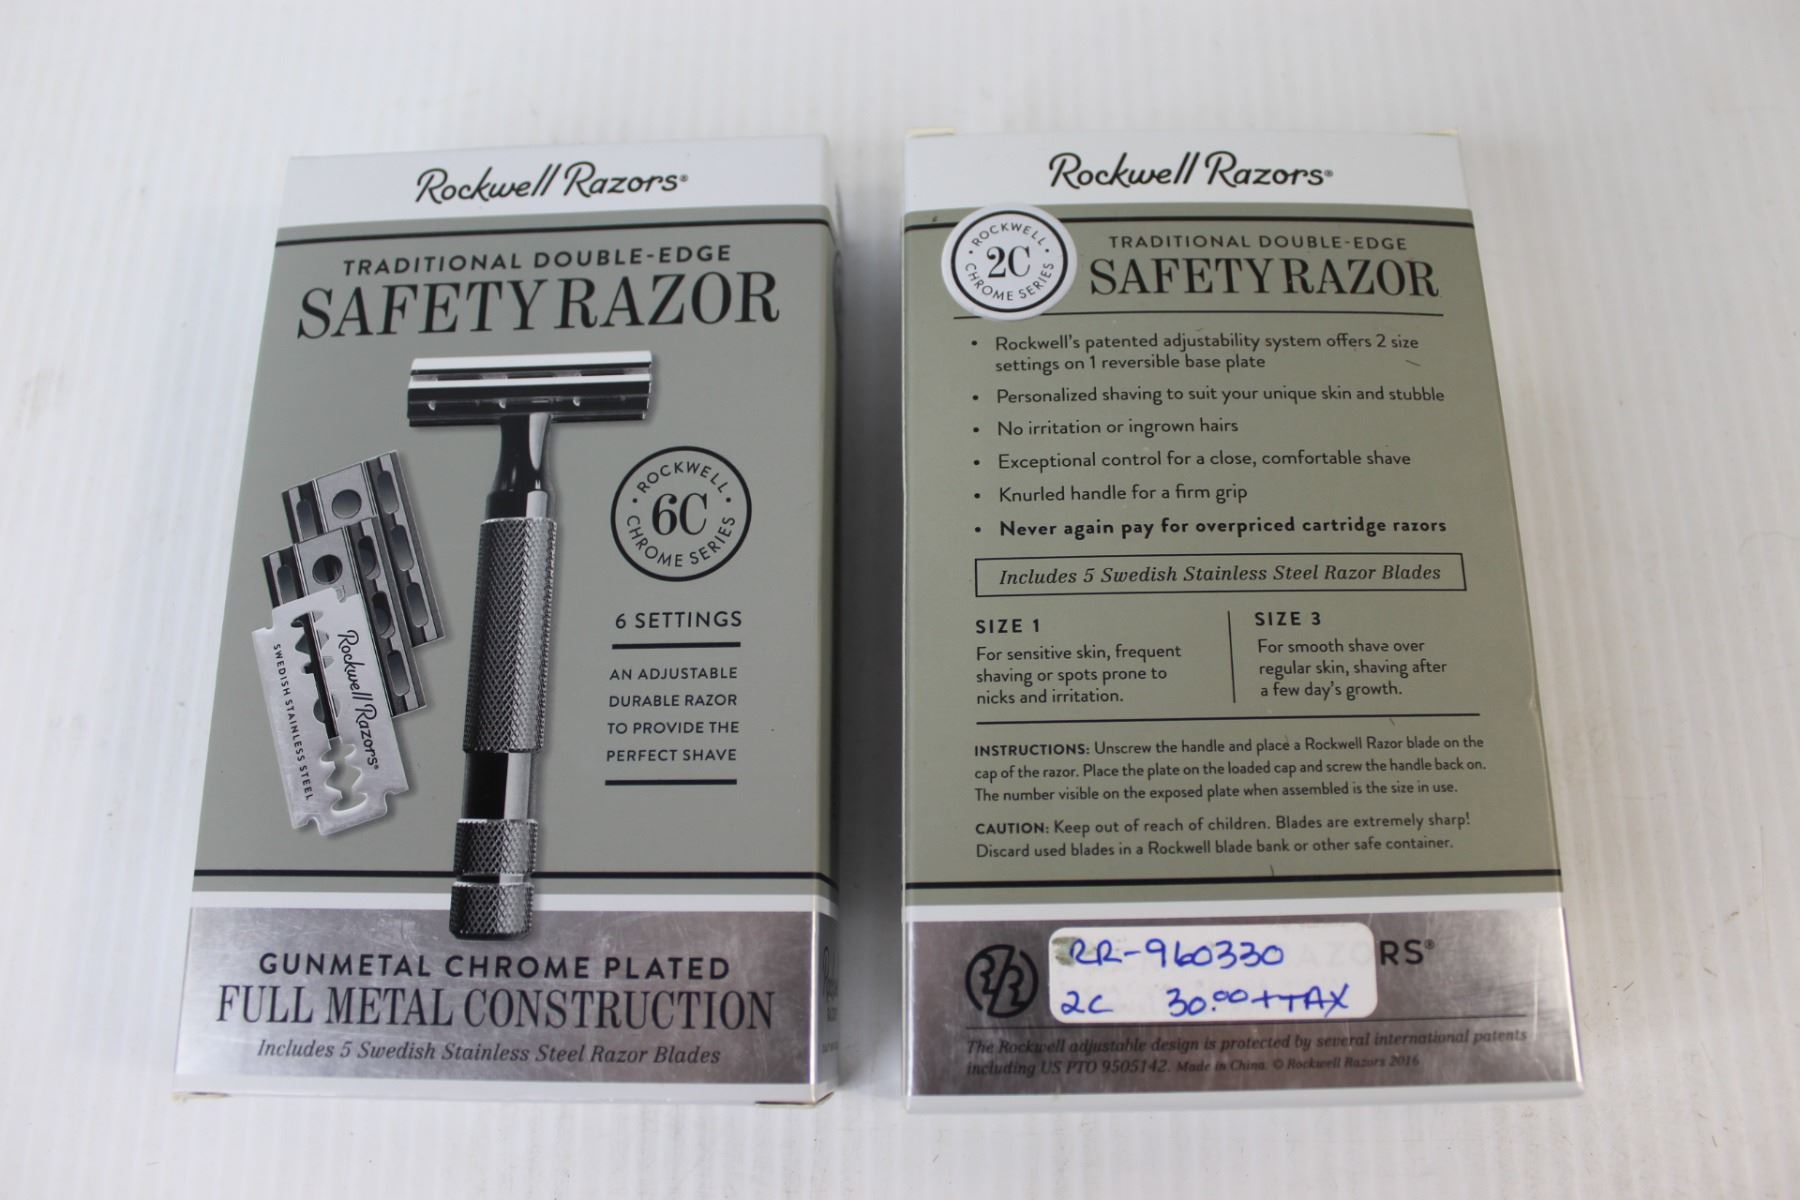 Rockwell Razors®
TRADITIONAL DOUBLE-EDGE
SAFETY RAZOR
ROCKWELL
6C
CHROME SERIES
6 SETTINGS
AN ADJUSTABLE
DURABLE RAZOR
TO PROVIDE THE
PERFECT SHAVE
Rockwell Razors®
SWEDISH STAINLESS STEEL
GUNMETAL CHROME PLATED
FULL METAL CONSTRUCTION
Includes 5 Swedish Stainless Steel Razor Blades
Rockwell Razors®
ROCKWELL
2C
CHROME SERIES
TRADITIONAL DOUBLE-EDGE
SAFETY RAZOR
• Rockwell's patented adjustability system offers 2 size
settings on 1 reversible base plate
• Personalized shaving to suit your unique skin and stubble
• No irritation or ingrown hairs
• Exceptional control for a close, comfortable shave
• Knurled handle for a firm grip
• Never again pay for overpriced cartridge razors
Includes 5 Swedish Stainless Steel Razor Blades
SIZE 1
For sensitive skin, frequent
shaving or spots prone to
nicks and irritation.
SIZE 3
For smooth shave over
regular skin, shaving after
a few day's growth.
INSTRUCTIONS: Unscrew the handle and place a Rockwell Razor blade on the
cap of the razor. Place the plate on the loaded cap and screw the handle back on.
The number visible on the exposed plate when assembled is the size in use.
CAUTION: Keep out of reach of children. Blades are extremely sharp!
Discard used blades in a Rockwell blade bank or other safe container.
RR-960330
2C 30.00+TAX
The Rockwell adjustable design is protected by several international patents
including US PTO 9505142. Made in China. © Rockwell Razors 2016